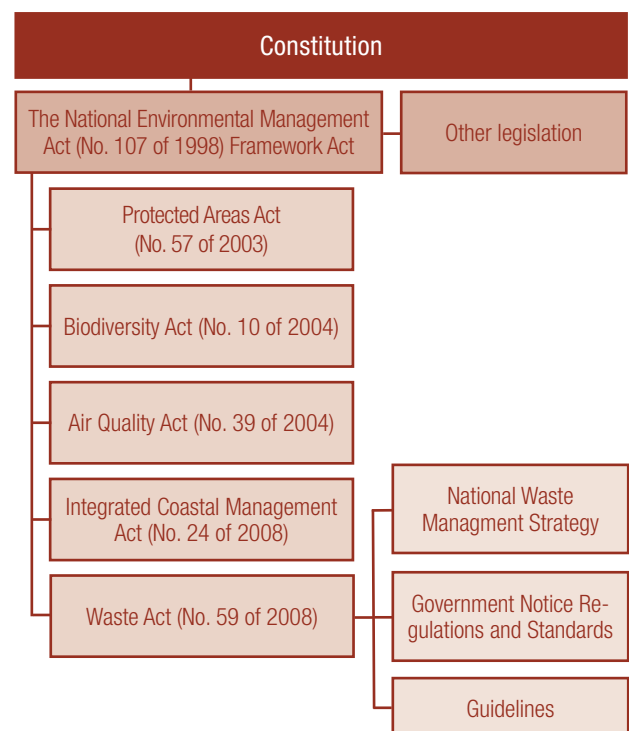 Constitution
The National Environmental Management
Act (No. 107 of 1998) Framework Act
Other legislation
Protected Areas Act
(No. 57 of 2003)
Biodiversity Act (No. 10 of 2004)
Air Quality Act (No. 39 of 2004)
Integrated Coastal Management
Act (No. 24 of 2008)
Waste Act (No. 59 of 2008)
National Waste
Managment Strategy
Government Notice Re-
gulations and Standards
Guidelines